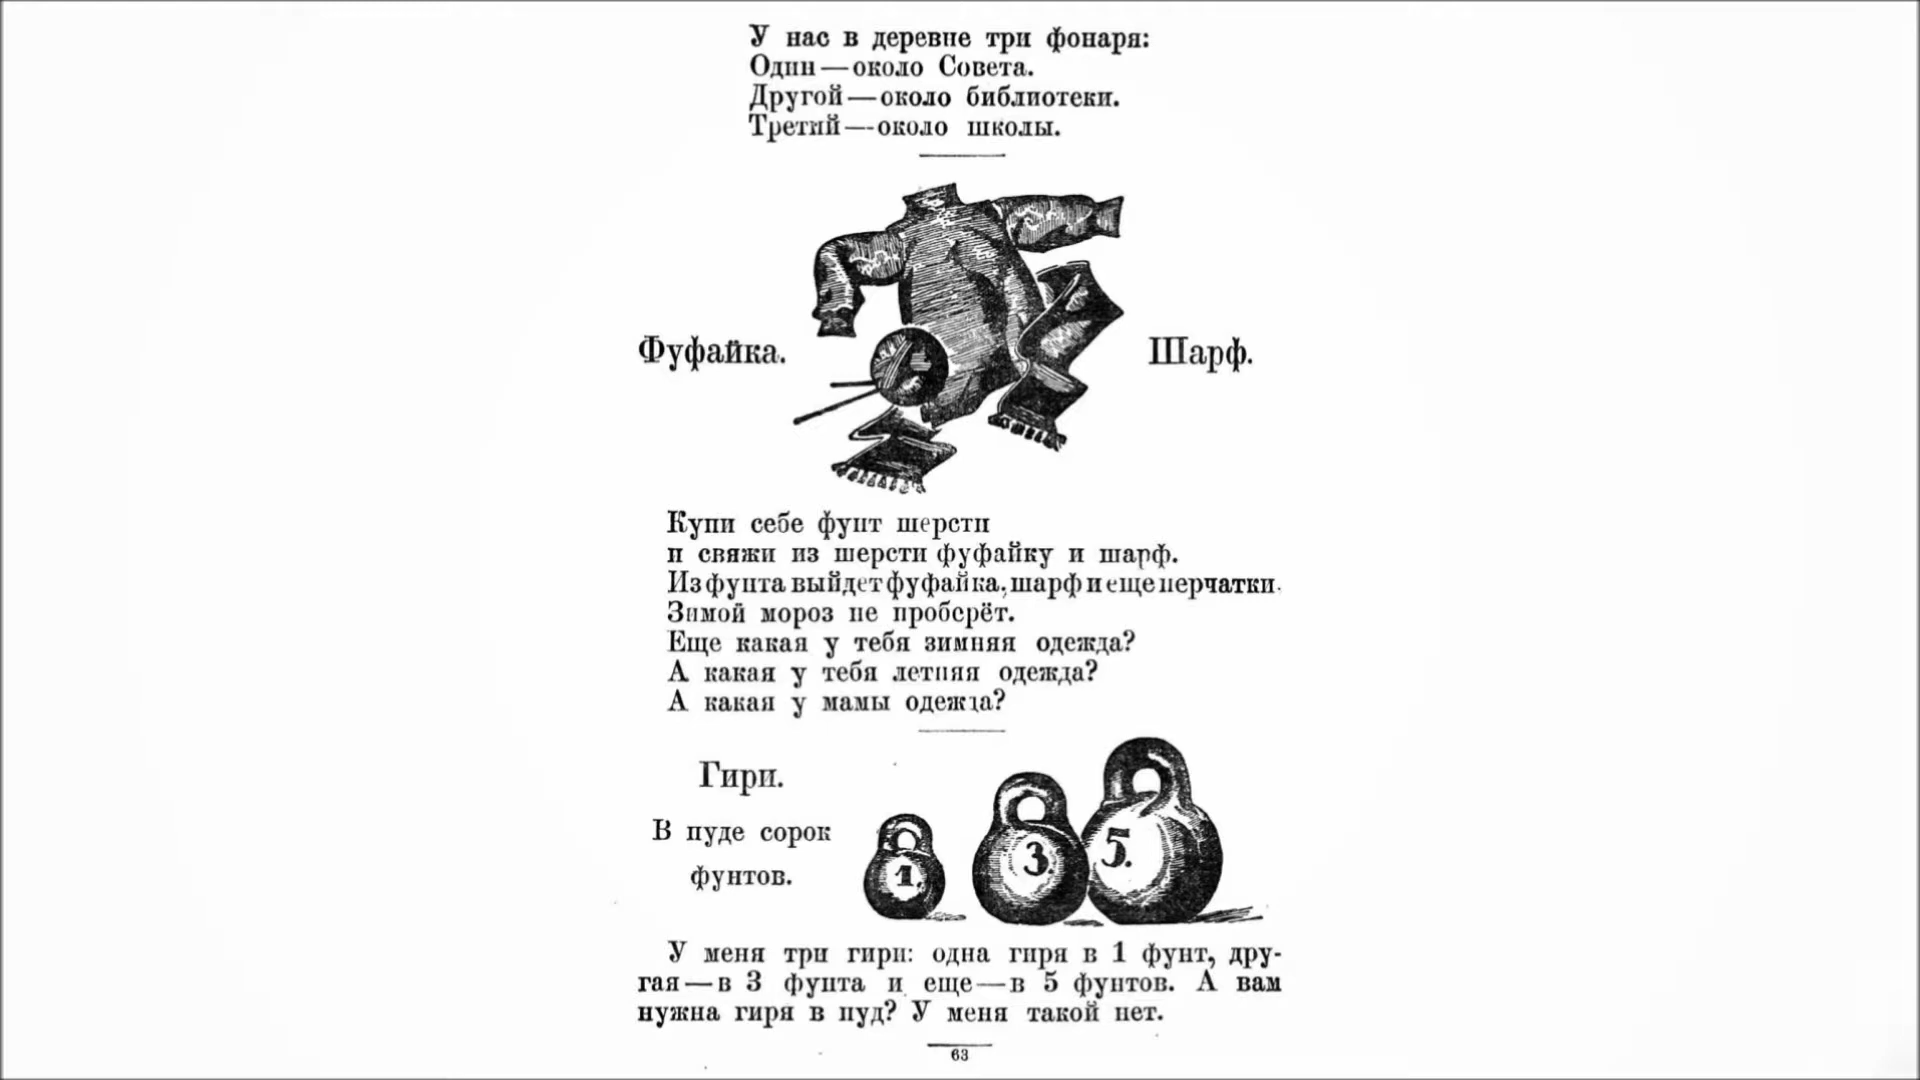 У нас в деревне три фонаря:
Один—около Совета.
Другой—около библиотеки.
Третий—около школы.
Фуфайка.
Шарф.
Купи себе фунт шерсти
и свяжи из шерсти фуфайку и шарф.
Из фунта выйдет фуфайка, шарф и еще перчатки.
Зимой мороз не проберёт.
Еще какая у тебя зимняя одежда?
А какая у тебя летняя одежда?
А какая у мамы одежда?
Гири.
В пуде сорок
фунтов.
1.
3.
5.
У меня три гири: одна гиря в 1 фунт, дру-
гая—в 3 фунта и еще—в 5 фунтов. А вам
нужна гиря в пуд? У меня такой нет.
63